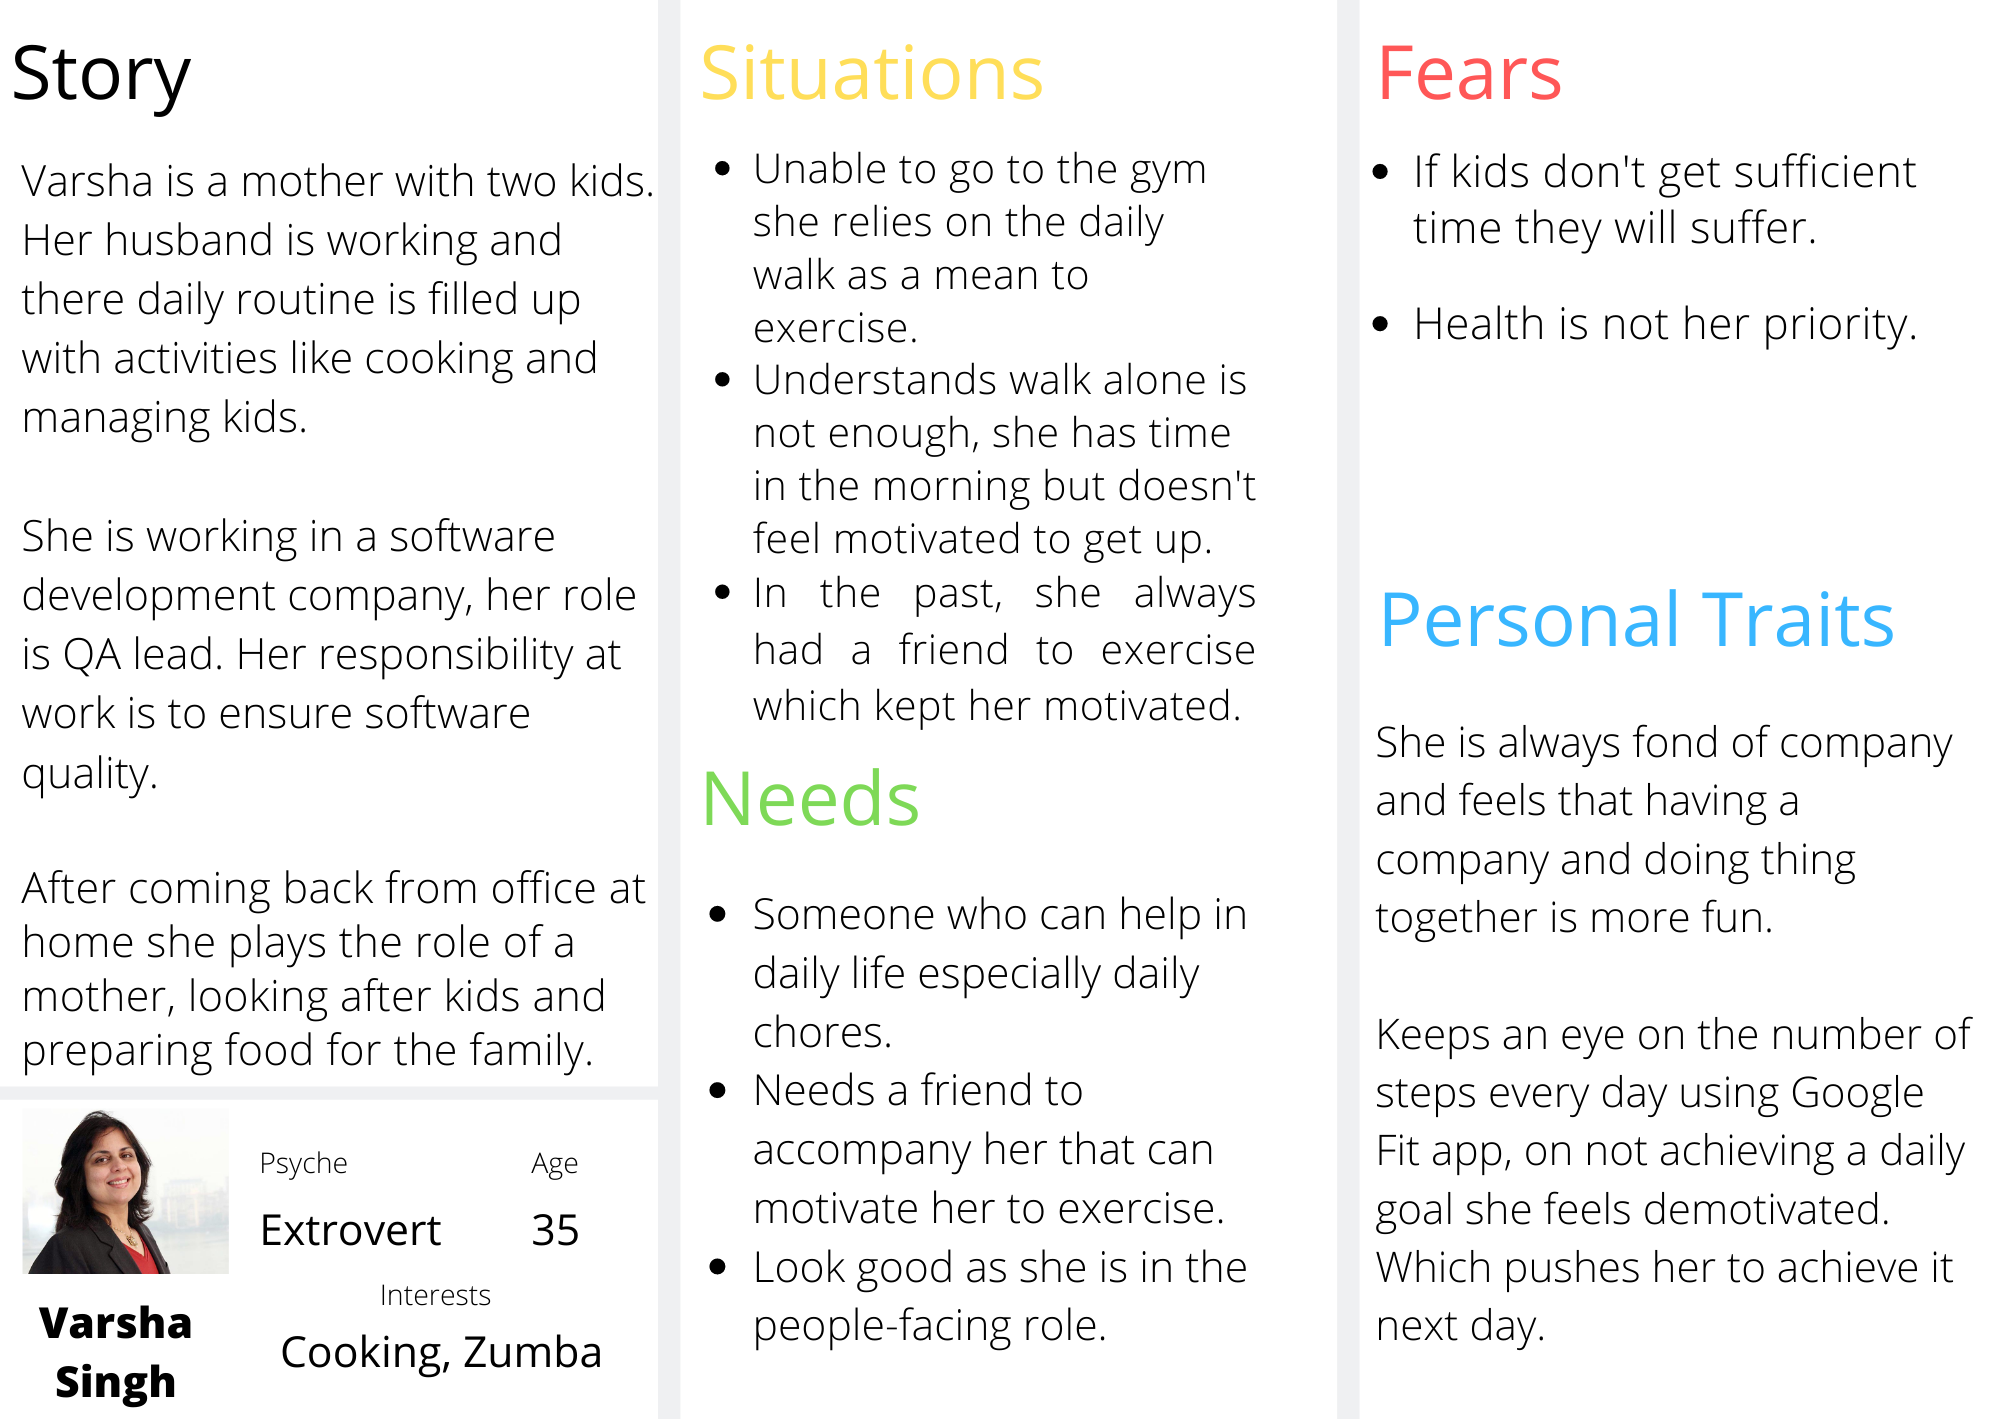 Story
Varsha is a mother with two kids.
Her husband is working and
there daily routine is filled up
with activities like cooking and
managing kids.
She is working in a software
development company, her role
is QA lead. Her responsibility at
work is to ensure software
quality.
After coming back from office at
home she plays the role of a
mother, looking after kids and
preparing food for the family.
Varsha
Singh
Psyche
Extrovert
Age
35
Interests
Cooking, Zumba
Situations
• Unable to go to the gym
she relies on the daily
walk as a mean to
exercise.
• Understands walk alone is
not enough, she has time
in the morning but doesn't
feel motivated to get up.
• In the past, she always
had a friend to exercise
which kept her motivated.
Needs
• Someone who can help in
daily life especially daily
chores.
• Needs a friend to
accompany her that can
motivate her to exercise.
• Look good as she is in the
people-facing role.
Fears
• If kids don't get sufficient
time they will suffer.
• Health is not her priority.
Personal Traits
She is always fond of company
and feels that having a
company and doing thing
together is more fun.
Keeps an eye on the number of
steps every day using Google
Fit app, on not achieving a daily
goal she feels demotivated.
Which pushes her to achieve it
next day.